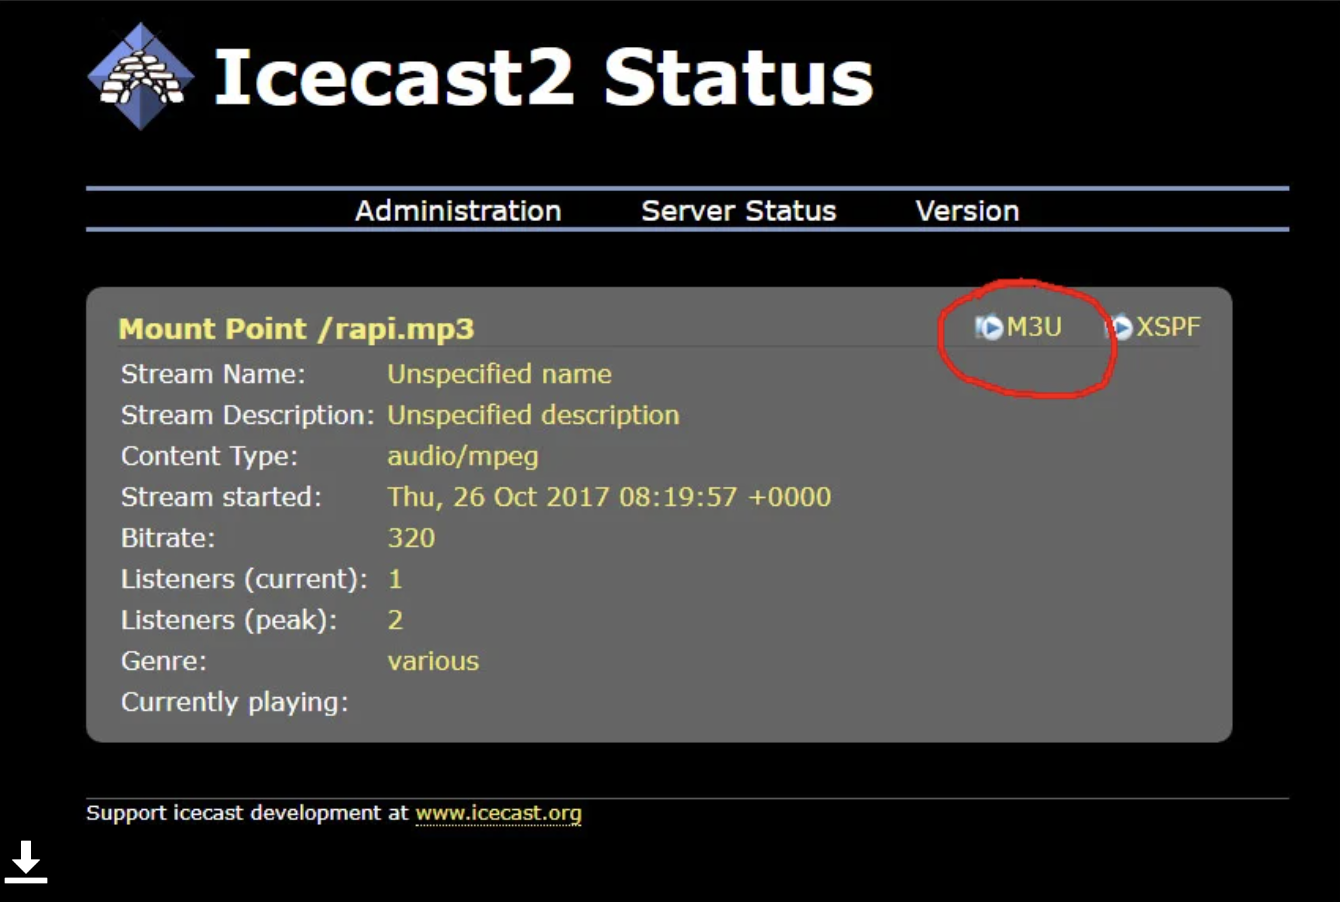 Icecast2 Status
Administration Server Status Version
Mount Point /rapi.mp3 M3U XSPF
Stream Name: Unspecified name
Stream Description: Unspecified description
Content Type: audio/mpeg
Stream started: Thu, 26 Oct 2017 08:19:57 +0000
Bitrate: 320
Listeners (current): 1
Listeners (peak): 2
Genre: various
Currently playing:
Support icecast development at www.icecast.org